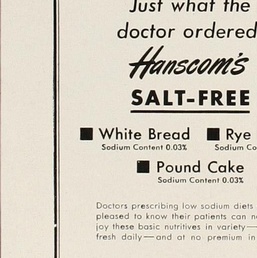 Just what the
doctor ordered
Hanscom's
SALT-FREE
■ White Bread ■ Rye
Sodium Content 0.03% Sodium Co
■ Pound Cake
Sodium Content 0.03%
Doctors prescribing low sodium diets
pleased to know their patients can n
joy these basic nutritives in variety—
fresh daily—and at no premium in